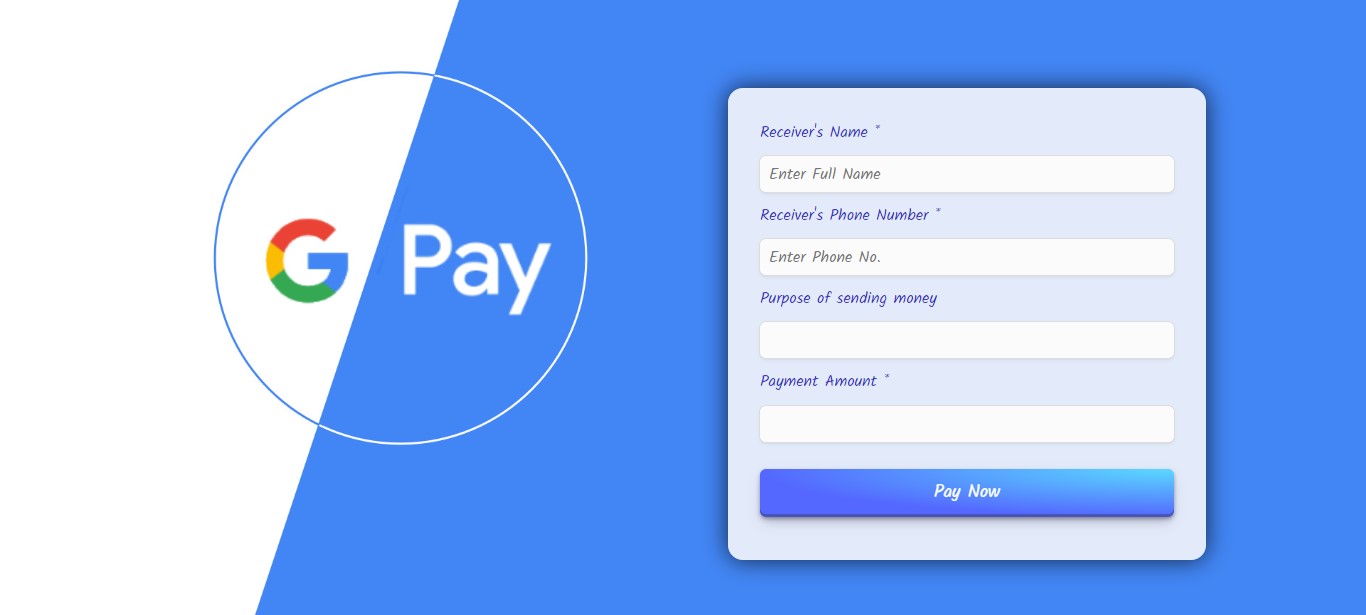 G Pay
Receiver's Name *
Enter Full Name
Receiver's Phone Number *
Enter Phone No.
Purpose of sending money
Payment Amount *
Pay Now